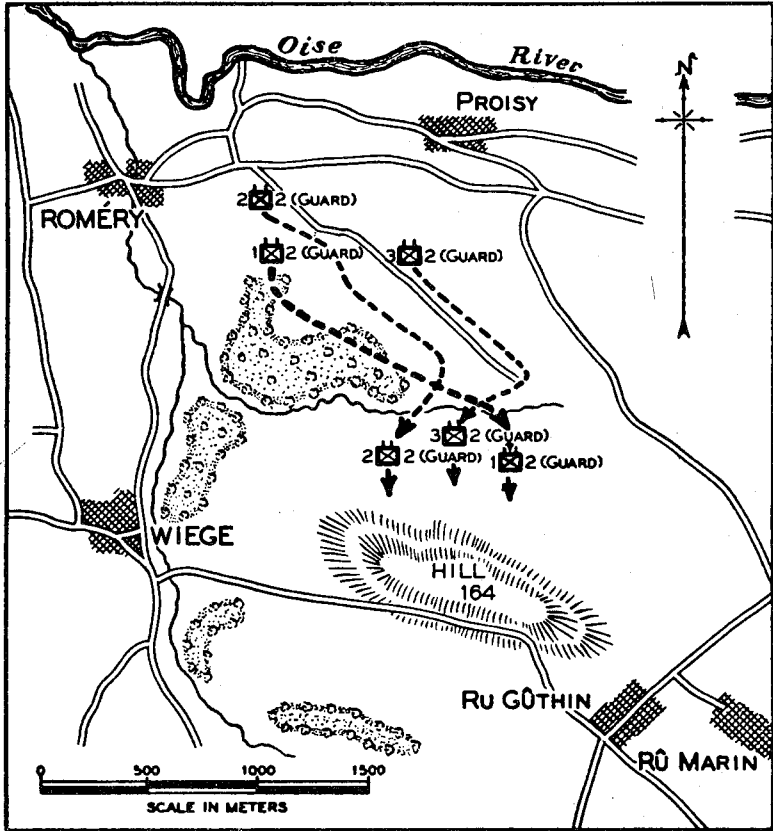 Oise River
N
PROISY
ROMERY
2 2 (GUARD)
1 2 (GUARD)
3 2 (GUARD)
3 2 (GUARD)
2 2 (GUARD)
1 2 (GUARD)
WIEGE
HILL
164
RU GÛTHIN
RÛ MARIN
0 500 1000 1500
SCALE IN METERS